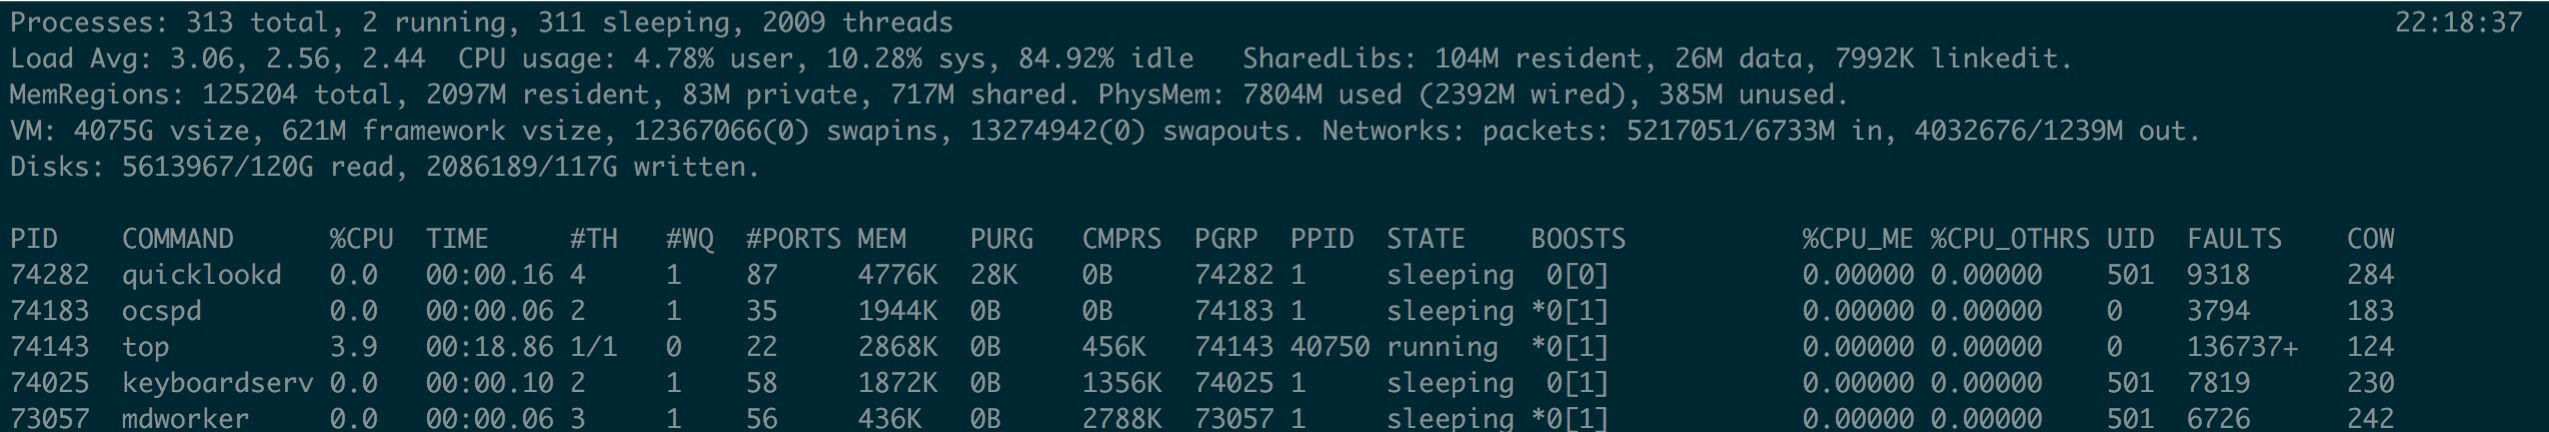 Processes: 313 total, 2 running, 311 sleeping, 2009 threads 22:18:37
Load Avg: 3.06, 2.56, 2.44 CPU usage: 4.78% user, 10.28% sys, 84.92% idle SharedLibs: 104M resident, 26M data, 7992K linkedit.
MemRegions: 125204 total, 2097M resident, 83M private, 717M shared. PhysMem: 7804M used (2392M wired), 385M unused.
VM: 4075G vsize, 621M framework vsize, 12367066(0) swapins, 13274942(0) swapouts. Networks: packets: 5217051/6733M in, 4032676/1239M out.
Disks: 5613967/120G read, 2086189/117G written.
PID COMMAND %CPU TIME #TH #WQ #PORTS MEM PURG CMPRS PGRP PPID STATE BOOSTS %CPU_ME %CPU_OTHRS UID FAULTS COW
74282 quicklookd 0.0 00:00.16 4 1 87 4776K 28K 0B 74282 1 sleeping 0[0] 0.00000 0.00000 501 9318 284
74183 ocspd 0.0 00:00.06 2 1 35 1944K 0B 0B 74183 1 sleeping *0[1] 0.00000 0.00000 0 3794 183
74143 top 3.9 00:18.86 1/1 0 22 2868K 0B 456K 74143 40750 running *0[1] 0.00000 0.00000 0 136737+ 124
74025 keyboardserv 0.0 00:00.10 2 1 58 1872K 0B 1356K 74025 1 sleeping 0[1] 0.00000 0.00000 501 7819 230
73057 mdworker 0.0 00:00.06 3 1 56 436K 0B 2788K 73057 1 sleeping *0[1] 0.00000 0.00000 501 6726 242